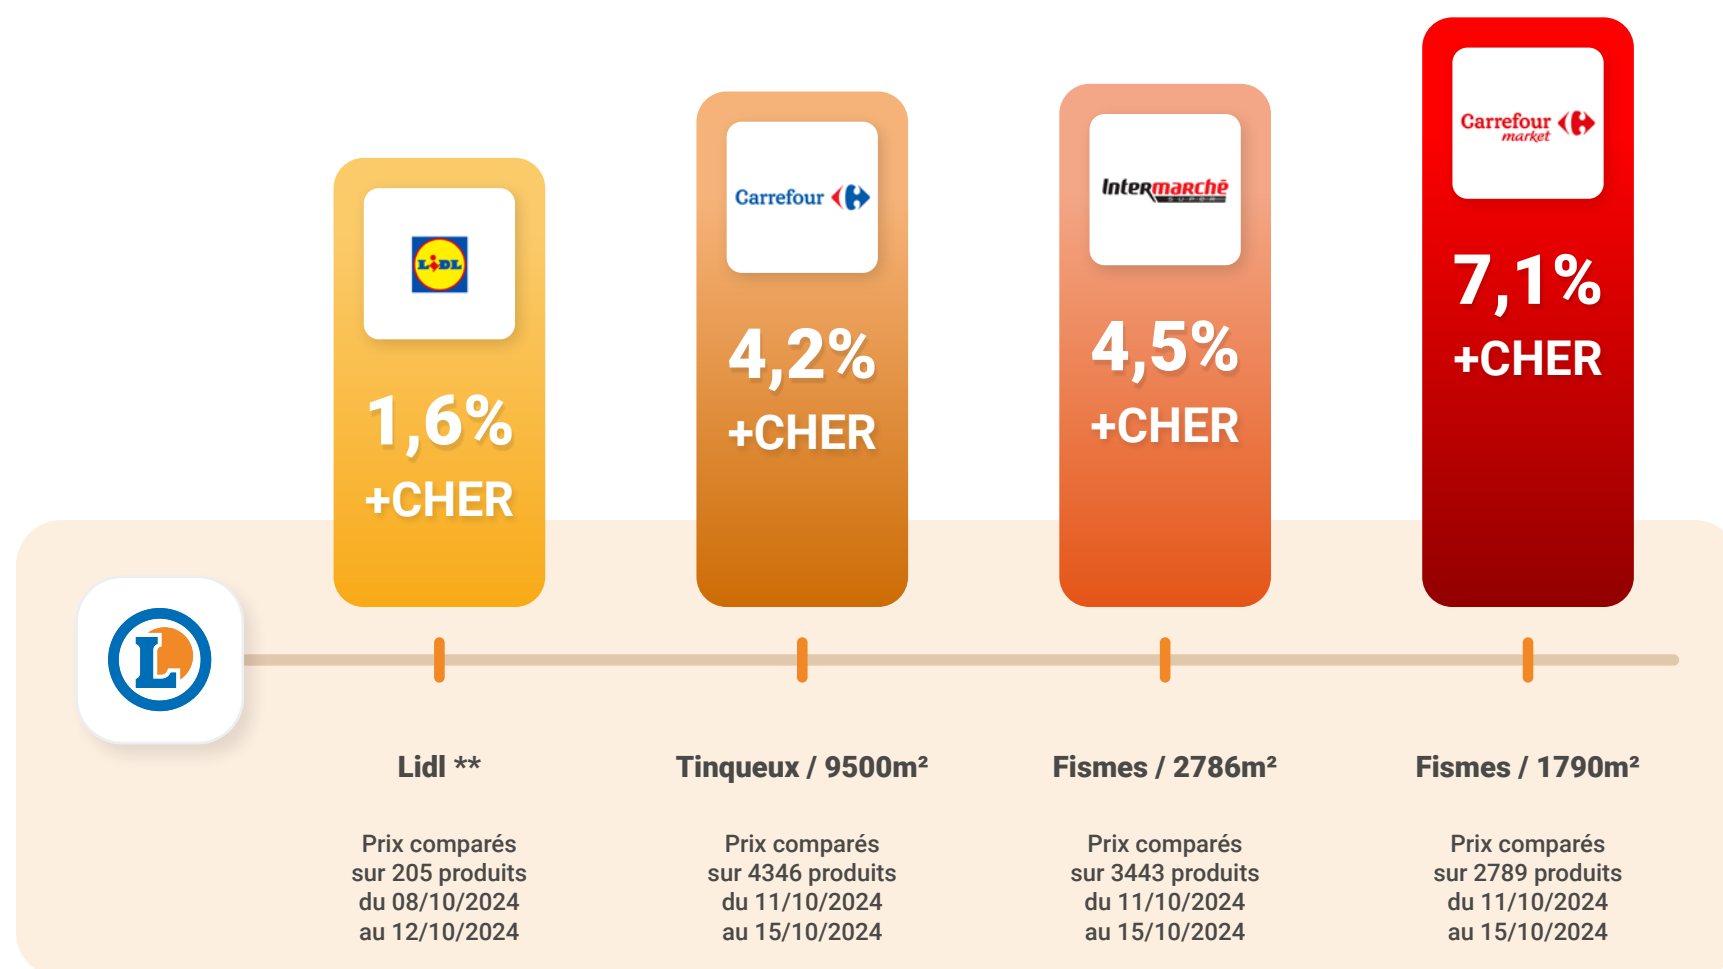 LiDL
1,6%
+CHER
Carrefour
4,2%
+CHER
Intermarchē
SUPER
4,5%
+CHER
Carrefour
market
7,1%
+CHER
L
Lidl **
Prix comparés
sur 205 produits
du 08/10/2024
au 12/10/2024
Tinqueux / 9500m²
Prix comparés
sur 4346 produits
du 11/10/2024
au 15/10/2024
Fismes / 2786m²
Prix comparés
sur 3443 produits
du 11/10/2024
au 15/10/2024
Fismes / 1790m²
Prix comparés
sur 2789 produits
du 11/10/2024
au 15/10/2024